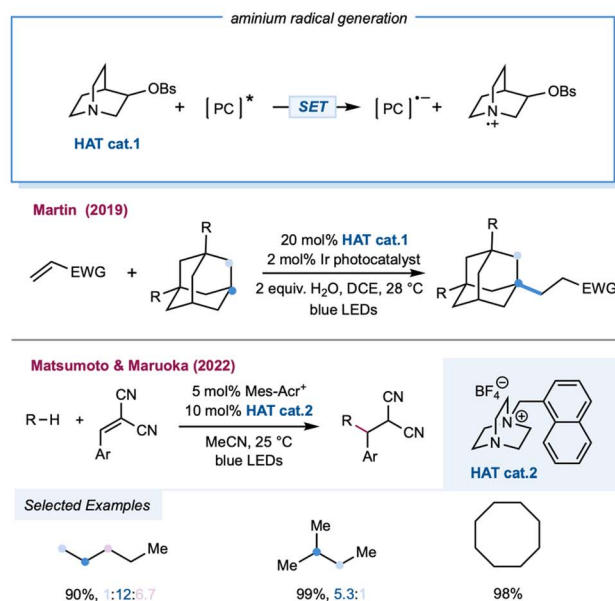 aminium radical generation
OBs
N
+
[PC]*
SET
[PC]•−
+
OBs
N
•+
HAT cat.1
Martin (2019)
R
R
EWG
+
20 mol% HAT cat.1
2 mol% Ir photocatalyst
2 equiv. H₂O, DCE, 28 °C
blue LEDs
R
R
EWG
Matsumoto & Maruoka (2022)
R–H
+
CN
CN
Ar
5 mol% Mes-Acr⁺
10 mol% HAT cat.2
MeCN, 25 °C
blue LEDs
R
CN
CN
Ar
BF₄⊖
N
⊕
N
HAT cat.2
Selected Examples
Me
90%, 1:12:6.7
Me
Me
Me
99%, 5.3:1
98%